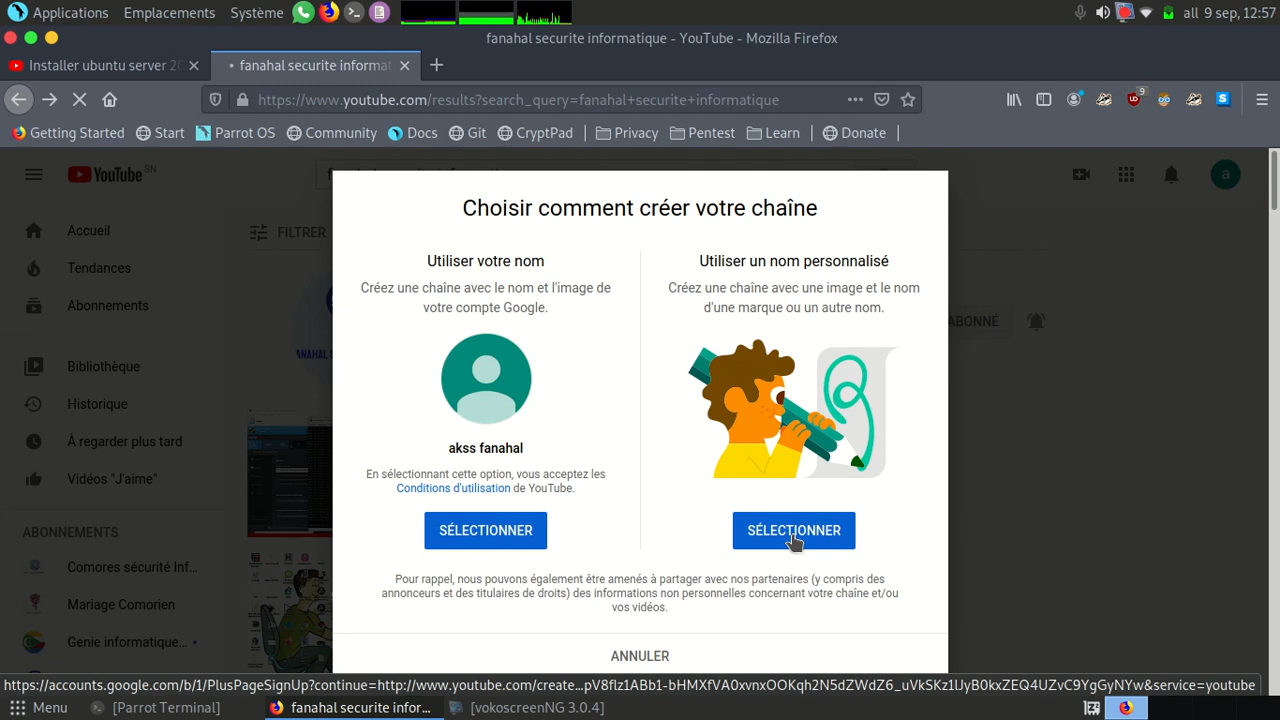 Applications Emplacements Système all 9 sep, 12:57
fanahal securite informatique - YouTube - Mozilla Firefox
Installer ubuntu server 20 fanahal securite informat
https://www.youtube.com/results?search_query=fanahal+securite+informatique 9
Getting Started Start Parrot OS Community Docs Git CryptPad Privacy Pentest Learn Donate
YouTube SN a
Choisir comment créer votre chaîne
Accueil
FILTRER
Tendances
Abonnements
Bibliothèque
Historique
À regarder plus tard
Vidéos "J'aime"
ABONNEMENTS
Comores sécurité Inf...
Mariage Comorien
Genie informatique...
ABONNÉ
Utiliser votre nom
Créez une chaîne avec le nom et l'image de
votre compte Google.
akss fanahal
En sélectionnant cette option, vous acceptez les
Conditions d'utilisation de YouTube.
SÉLECTIONNER
Utiliser un nom personnalisé
Créez une chaîne avec une image et le nom
d'une marque ou un autre nom.
SÉLECTIONNER
Pour rappel, nous pouvons également être amenés à partager avec nos partenaires (y compris des
annonceurs et des titulaires de droits) des informations non personnelles concernant votre chaîne et/ou
vos vidéos.
ANNULER
https://accounts.google.com/b/1/PlusPageSignUp?continue=http://www.youtube.com/create...pV8flz1ABb1-bHMXfVA0xvnxOOKqh2N5dZWdZ6_uVkSKz1lJyB0kxZEQ4UZvC9YgGyNYw&service=youtube
Menu [Parrot Terminal] fanahal securite infor... [vokoscreenNG 3.0.4]